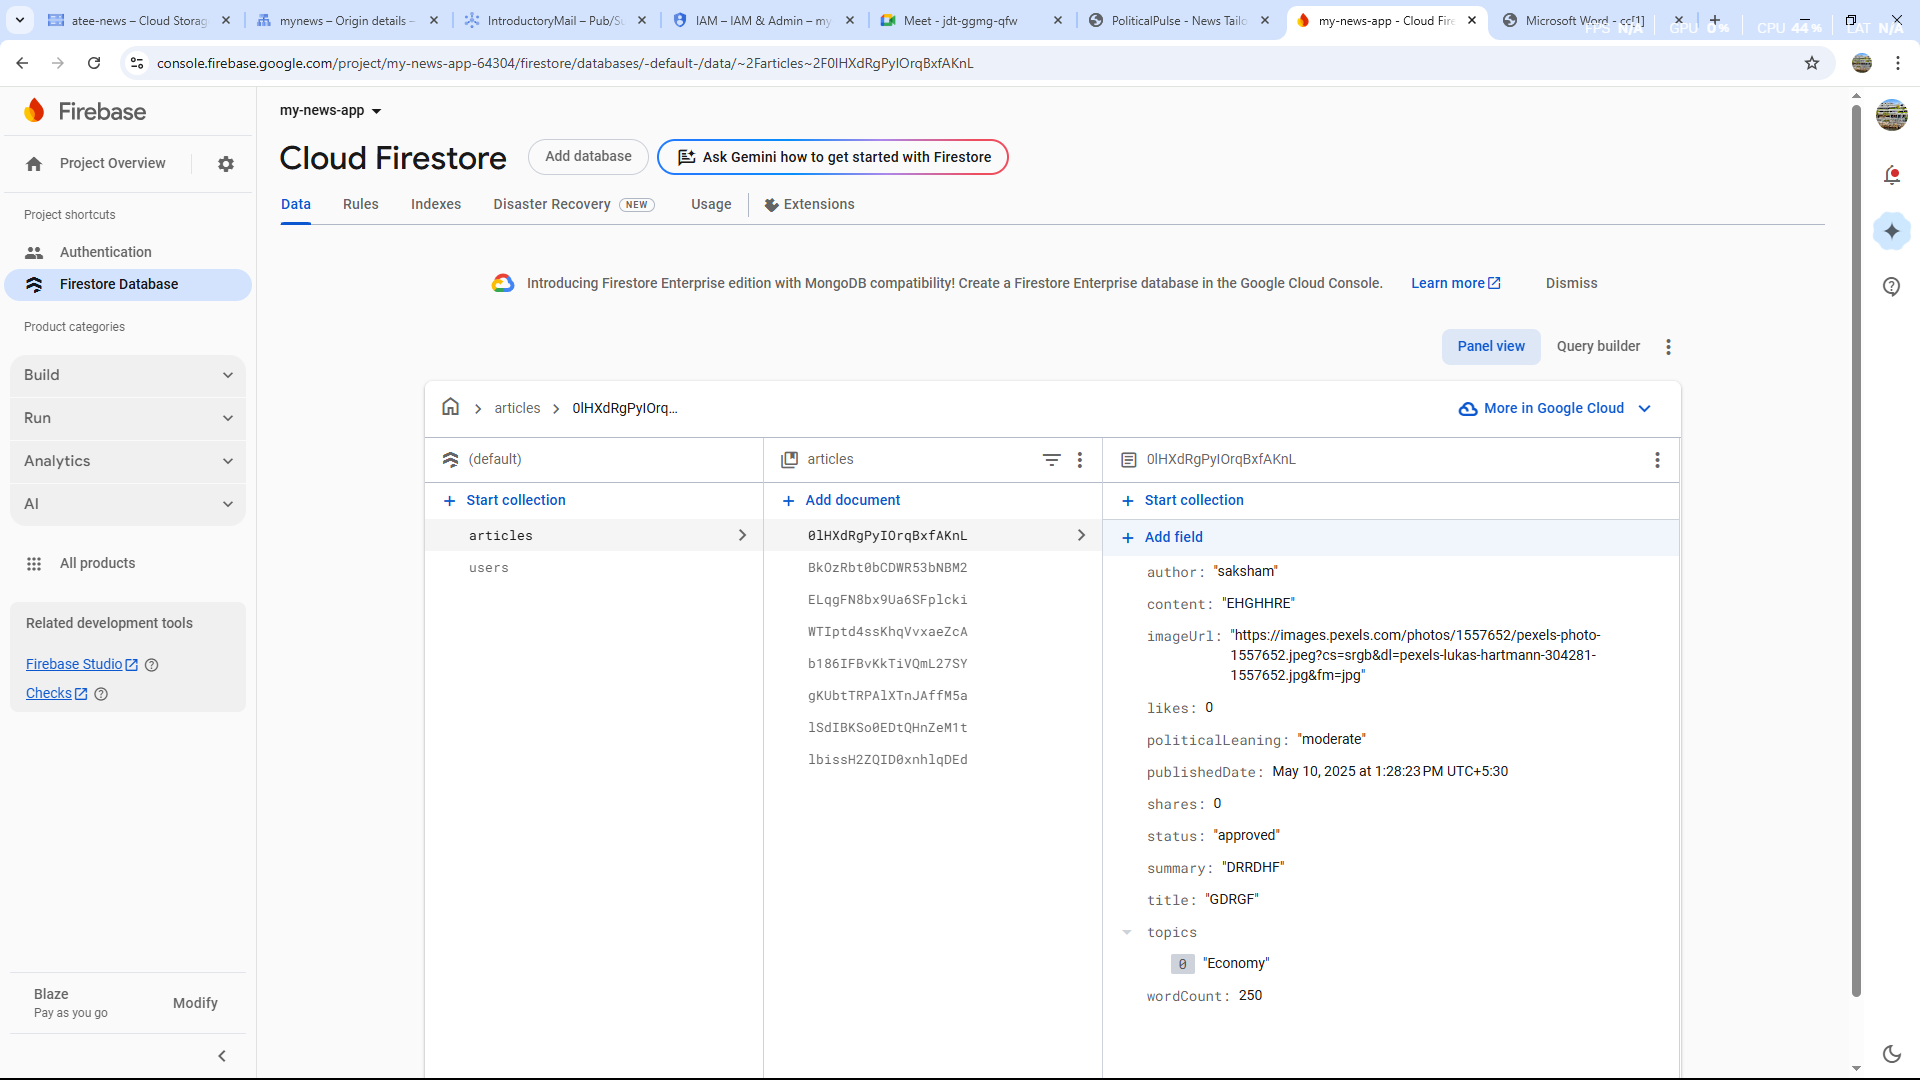 atee-news – Cloud Storag
mynews – Origin details –
IntroductoryMail – Pub/Su
IAM – IAM & Admin – my
Meet - jdt-ggmg-qfw
PoliticalPulse - News Tailo
my-news-app - Cloud Fire
Microsoft Word - cc[1]
FPS N/A
GPU 0%
CPU 44%
LAT N/A
console.firebase.google.com/project/my-news-app-64304/firestore/databases/-default-/data/~2Farticles~2F0lHXdRgPyIOrqBxfAKnL
Firebase
Project Overview
Project shortcuts
Authentication
Firestore Database
Product categories
Build
Run
Analytics
AI
All products
Related development tools
Firebase Studio
Checks
Blaze
Pay as you go
Modify
my-news-app
Cloud Firestore
Add database
Ask Gemini how to get started with Firestore
Data
Rules
Indexes
Disaster Recovery NEW
Usage
Extensions
Introducing Firestore Enterprise edition with MongoDB compatibility! Create a Firestore Enterprise database in the Google Cloud Console.
Learn more
Dismiss
Panel view
Query builder
articles
0lHXdRgPyIOrq...
More in Google Cloud
(default)
Start collection
articles
users
articles
Add document
0lHXdRgPyIOrqBxfAKnL
BkOzRbt0bCDWR53bNBM2
ELqgFN8bx9Ua6SFplcki
WTIptd4ssKhqVvxaeZcA
b186IFBvKkTiVQmL27SY
gKUbtTRPAlXTnJAffM5a
lSdIBKSo0EDtQHnZeM1t
lbissH2ZQID0xnhlqDEd
0lHXdRgPyIOrqBxfAKnL
Start collection
Add field
author: "saksham"
content: "EHGHHRE"
imageUrl: "https://images.pexels.com/photos/1557652/pexels-photo-
1557652.jpeg?cs=srgb&dl=pexels-lukas-hartmann-304281-
1557652.jpg&fm=jpg"
likes: 0
politicalLeaning: "moderate"
publishedDate: May 10, 2025 at 1:28:23 PM UTC+5:30
shares: 0
status: "approved"
summary: "DRRDHF"
title: "GDRGF"
topics
0 "Economy"
wordCount: 250